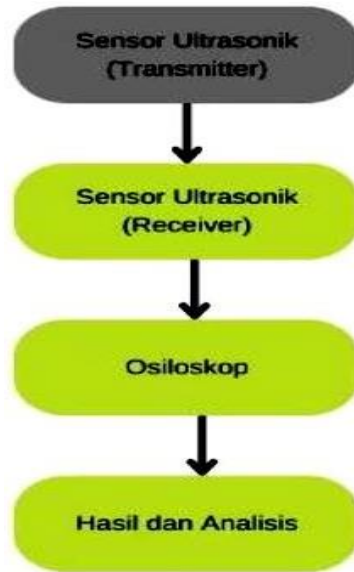 Sensor Ultrasonik
(Transmitter)
Sensor Ultrasonik
(Receiver)
Osiloskop
Hasil dan Analisis